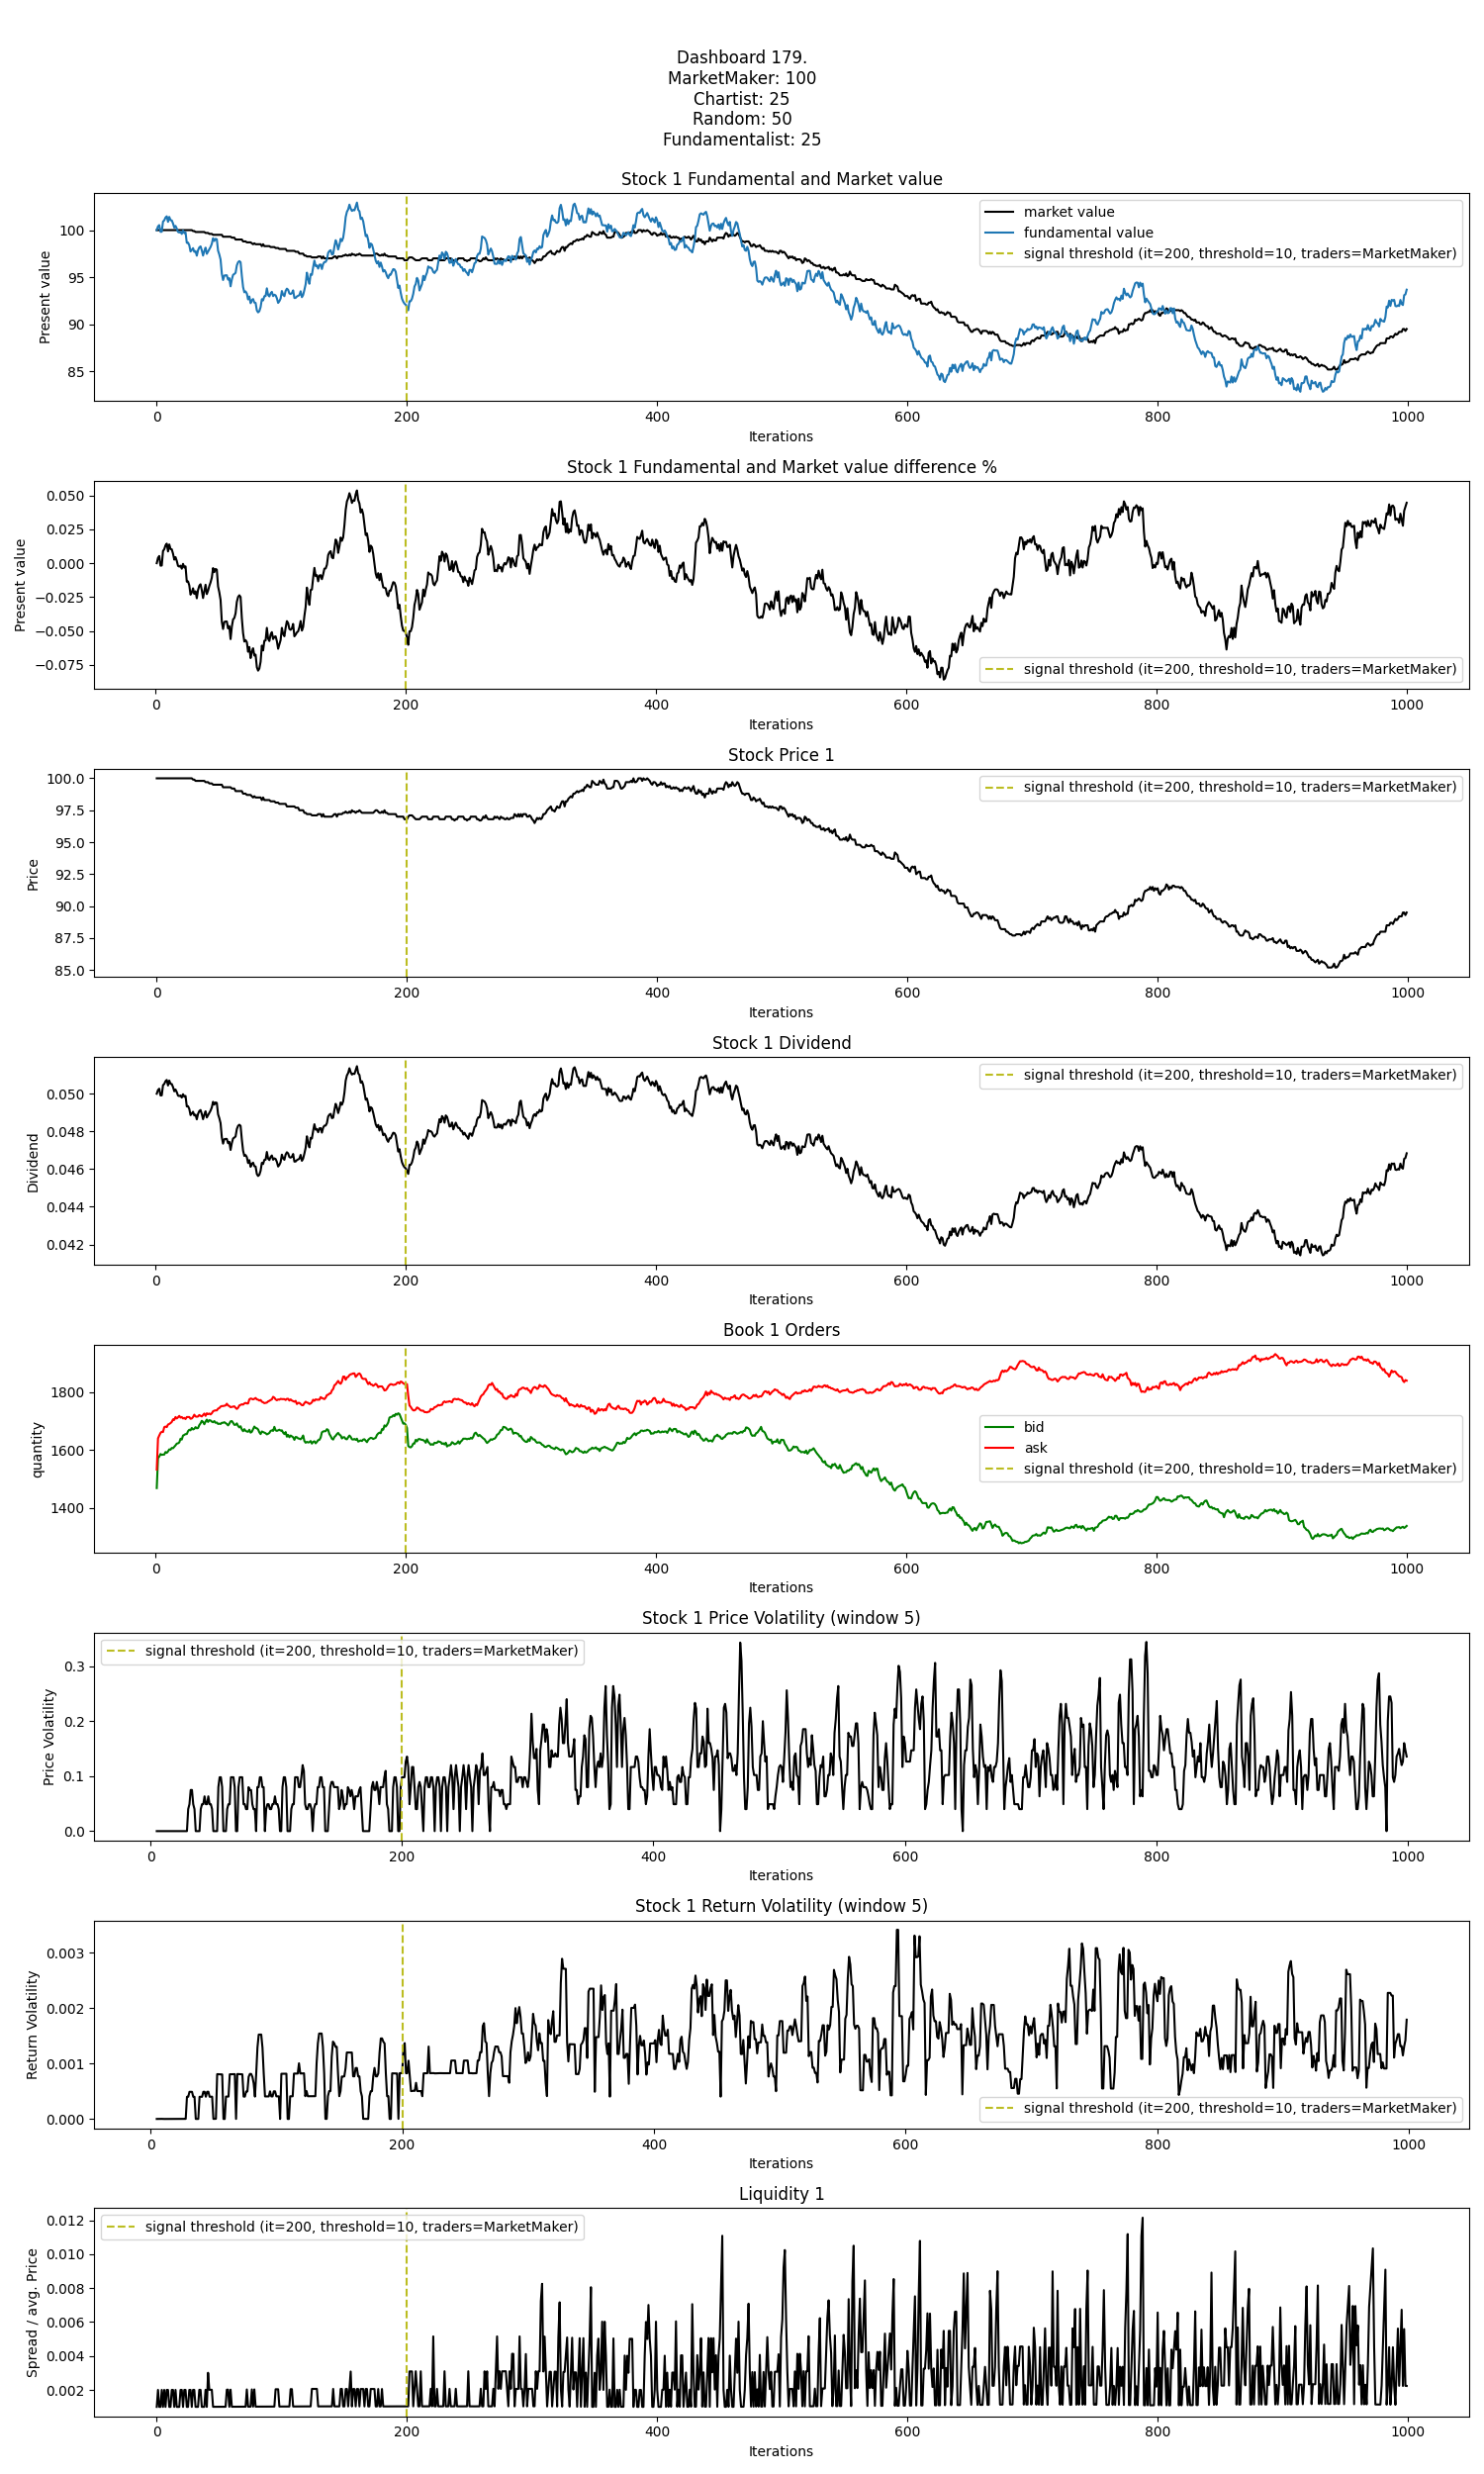 Dashboard 179.
MarketMaker: 100
Chartist: 25
Random: 50
Fundamentalist: 25
Stock 1 Fundamental and Market value
market value
fundamental value
signal threshold (it=200, threshold=10, traders=MarketMaker)
Present value
100
95
90
85
0 200 400 600 800 1000
Iterations
Stock 1 Fundamental and Market value difference %
Present value
0.050
0.025
0.000
−0.025
−0.050
−0.075
signal threshold (it=200, threshold=10, traders=MarketMaker)
0 200 400 600 800 1000
Iterations
Stock Price 1
signal threshold (it=200, threshold=10, traders=MarketMaker)
Price
100.0
97.5
95.0
92.5
90.0
87.5
85.0
0 200 400 600 800 1000
Iterations
Stock 1 Dividend
signal threshold (it=200, threshold=10, traders=MarketMaker)
Dividend
0.050
0.048
0.046
0.044
0.042
0 200 400 600 800 1000
Iterations
Book 1 Orders
quantity
1800
1600
1400
bid
ask
signal threshold (it=200, threshold=10, traders=MarketMaker)
0 200 400 600 800 1000
Iterations
Stock 1 Price Volatility (window 5)
signal threshold (it=200, threshold=10, traders=MarketMaker)
Price Volatility
0.3
0.2
0.1
0.0
0 200 400 600 800 1000
Iterations
Stock 1 Return Volatility (window 5)
Return Volatility
0.003
0.002
0.001
0.000
signal threshold (it=200, threshold=10, traders=MarketMaker)
0 200 400 600 800 1000
Iterations
Liquidity 1
signal threshold (it=200, threshold=10, traders=MarketMaker)
Spread / avg. Price
0.012
0.010
0.008
0.006
0.004
0.002
0 200 400 600 800 1000
Iterations